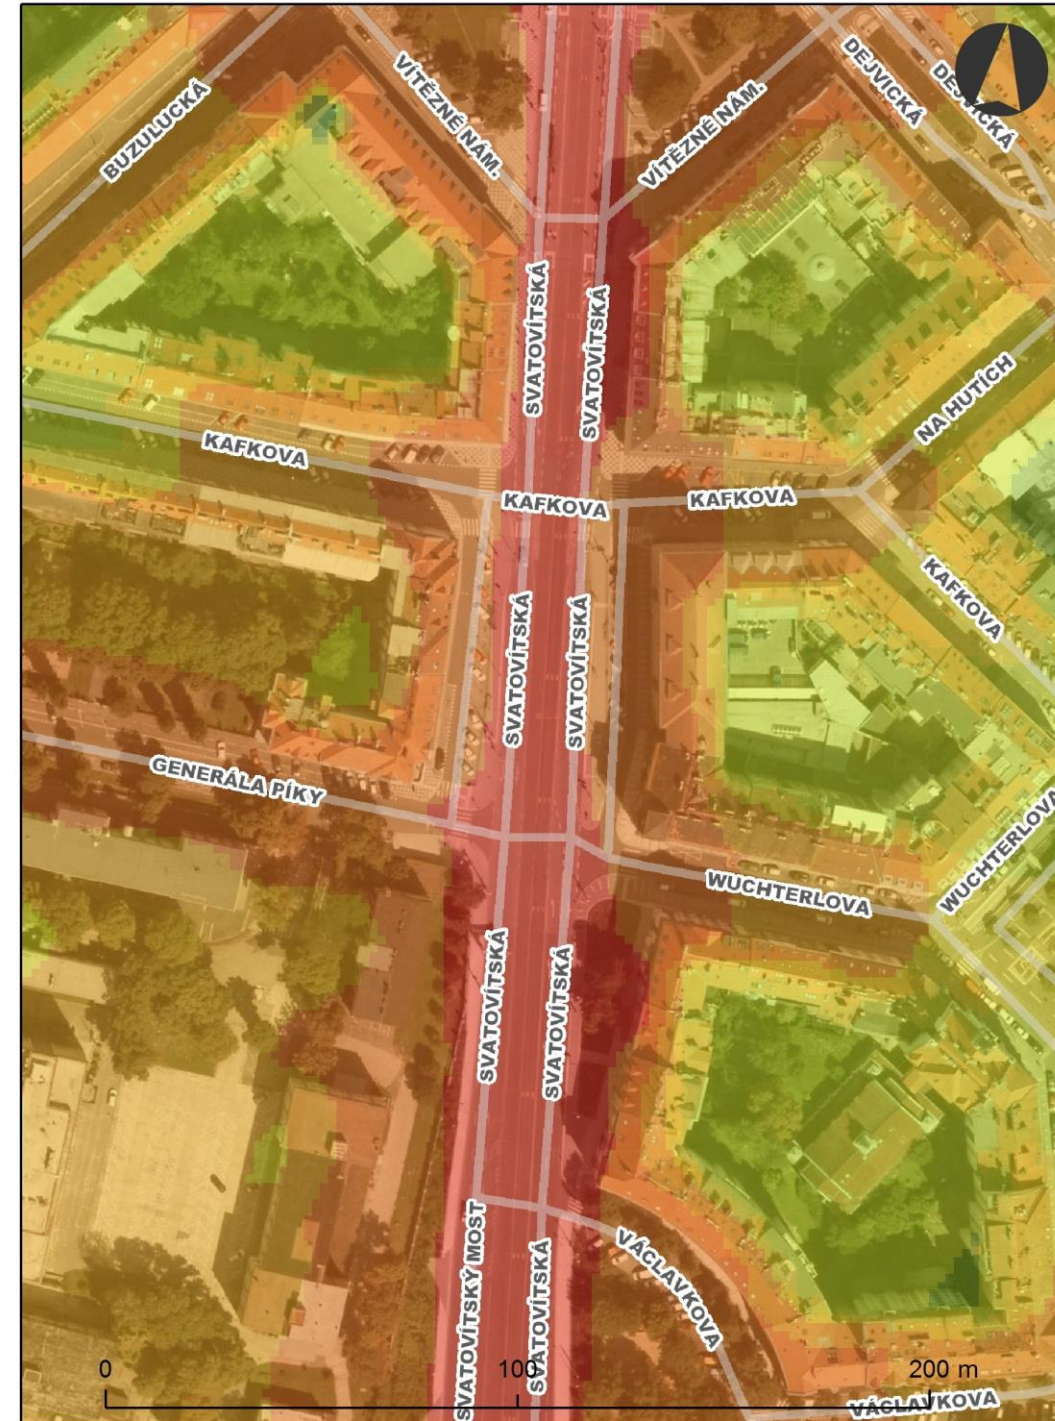 DEJVICKÁ
DEJVICKÁ
VÍTĚZNÉ NÁM.
VÍTĚZNÉ NÁM.
BUZULUCKÁ
SVATOVÍTSKÁ
SVATOVÍTSKÁ
NA HUTÍCH
KAFKOVA
KAFKOVA
KAFKOVA
KAFKOVA
SVATOVÍTSKÁ
SVATOVÍTSKÁ
GENERÁLA PÍKY
WUCHTERLOVA
WUCHTERLOVA
SVATOVÍTSKÁ
SVATOVÍTSKÁ
SVATOVÍTSKÝ MOST
SVATOVÍTSKÁ
VÁCLAVKOVA
0 100 200 m
VÁCLAVKOVA